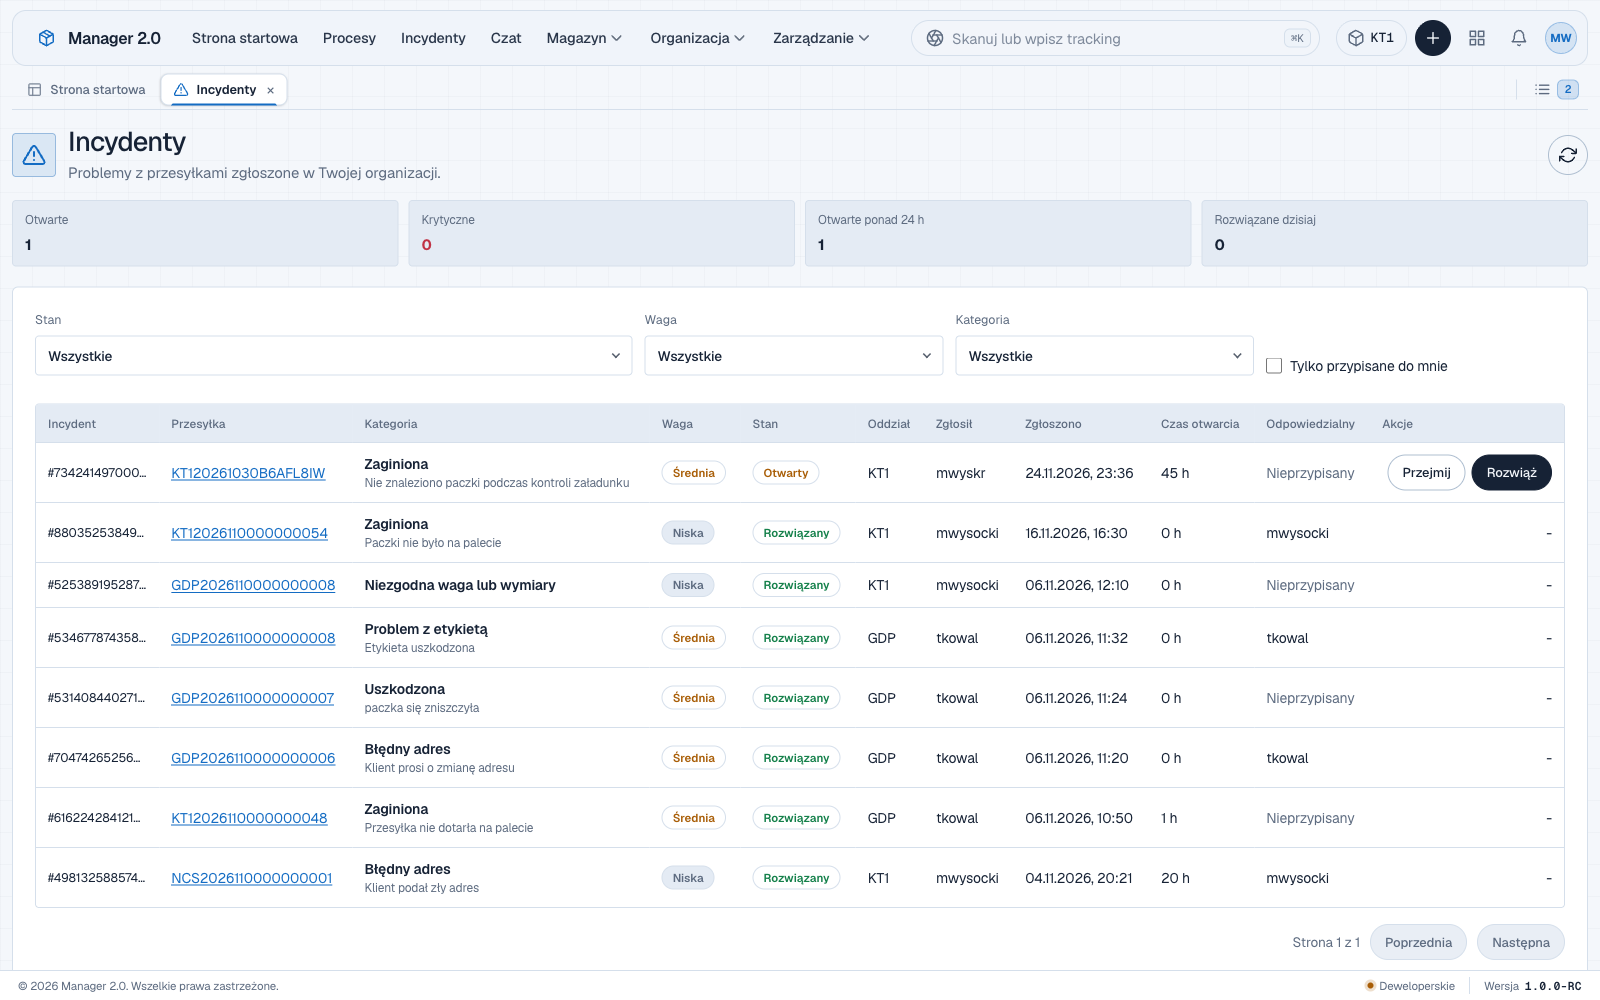 Manager 2.0 Strona startowa Procesy Incydenty Czat Magazyn Organizacja Zarządzanie Skanuj lub wpisz tracking ⌘K KT1 MW
Strona startowa Incydenty × 2
Incydenty
Problemy z przesyłkami zgłoszone w Twojej organizacji.
Otwarte Krytyczne Otwarte ponad 24 h Rozwiązane dzisiaj
1 0 1 0
Stan Waga Kategoria
Wszystkie Wszystkie Wszystkie Tylko przypisane do mnie
Incydent Przesyłka Kategoria Waga Stan Oddział Zgłosił Zgłoszono Czas otwarcia Odpowiedzialny Akcje
#734241497000... KT120261030B6AFL8IW Zaginiona Średnia Otwarty KT1 mwyskr 24.11.2026, 23:36 45 h Nieprzypisany Przejmij Rozwiąż
Nie znaleziono paczki podczas kontroli załadunku
#88035253849... KT12026110000000054 Zaginiona Niska Rozwiązany KT1 mwysocki 16.11.2026, 16:30 0 h mwysocki -
Paczki nie było na palecie
#525389195287... GDP2026110000000008 Niezgodna waga lub wymiary Niska Rozwiązany KT1 mwysocki 06.11.2026, 12:10 0 h Nieprzypisany -
#534677874358... GDP2026110000000008 Problem z etykietą Średnia Rozwiązany GDP tkowal 06.11.2026, 11:32 0 h tkowal -
Etykieta uszkodzona
#531408440271... GDP2026110000000007 Uszkodzona Średnia Rozwiązany GDP tkowal 06.11.2026, 11:24 0 h Nieprzypisany -
paczka się zniszczyła
#70474265256... GDP2026110000000006 Błędny adres Średnia Rozwiązany GDP tkowal 06.11.2026, 11:20 0 h tkowal -
Klient prosi o zmianę adresu
#616224284121... KT12026110000000048 Zaginiona Średnia Rozwiązany GDP tkowal 06.11.2026, 10:50 1 h Nieprzypisany -
Przesyłka nie dotarła na palecie
#498132588574... NCS2026110000000001 Błędny adres Niska Rozwiązany KT1 mwysocki 04.11.2026, 20:21 20 h mwysocki -
Klient podał zły adres
Strona 1 z 1 Poprzednia Następna
© 2026 Manager 2.0. Wszelkie prawa zastrzeżone. Deweloperskie Wersja 1.0.0-RC